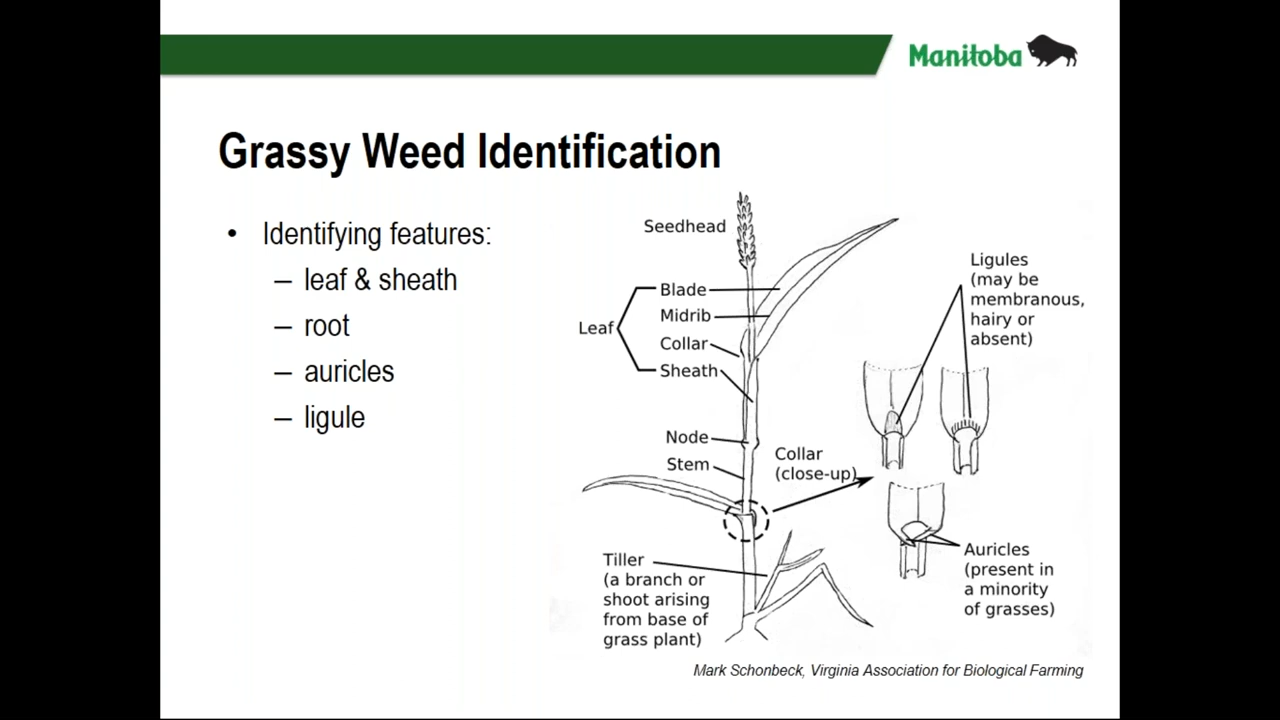 Manitoba
Grassy Weed Identification
• Identifying features:
– leaf & sheath
– root
– auricles
– ligule
Seedhead
Leaf
Blade
Midrib
Collar
Sheath
Node
Stem
Collar
(close-up)
Ligules
(may be
membranous,
hairy or
absent)
Tiller
(a branch or
shoot arising
from base of
grass plant)
Auricles
(present in
a minority
of grasses)
Mark Schonbeck, Virginia Association for Biological Farming